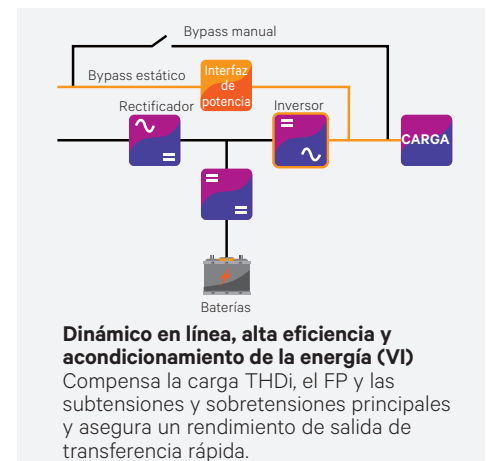 Bypass manual
Bypass estático
Interfaz
de
potencia
Rectificador
Inversor
CARGA
Baterías
Dinámico en línea, alta eficiencia y
acondicionamiento de la energía (VI)
Compensa la carga THDi, el FP y las
subtensiones y sobretensiones principales
y asegura un rendimiento de salida de
transferencia rápida.